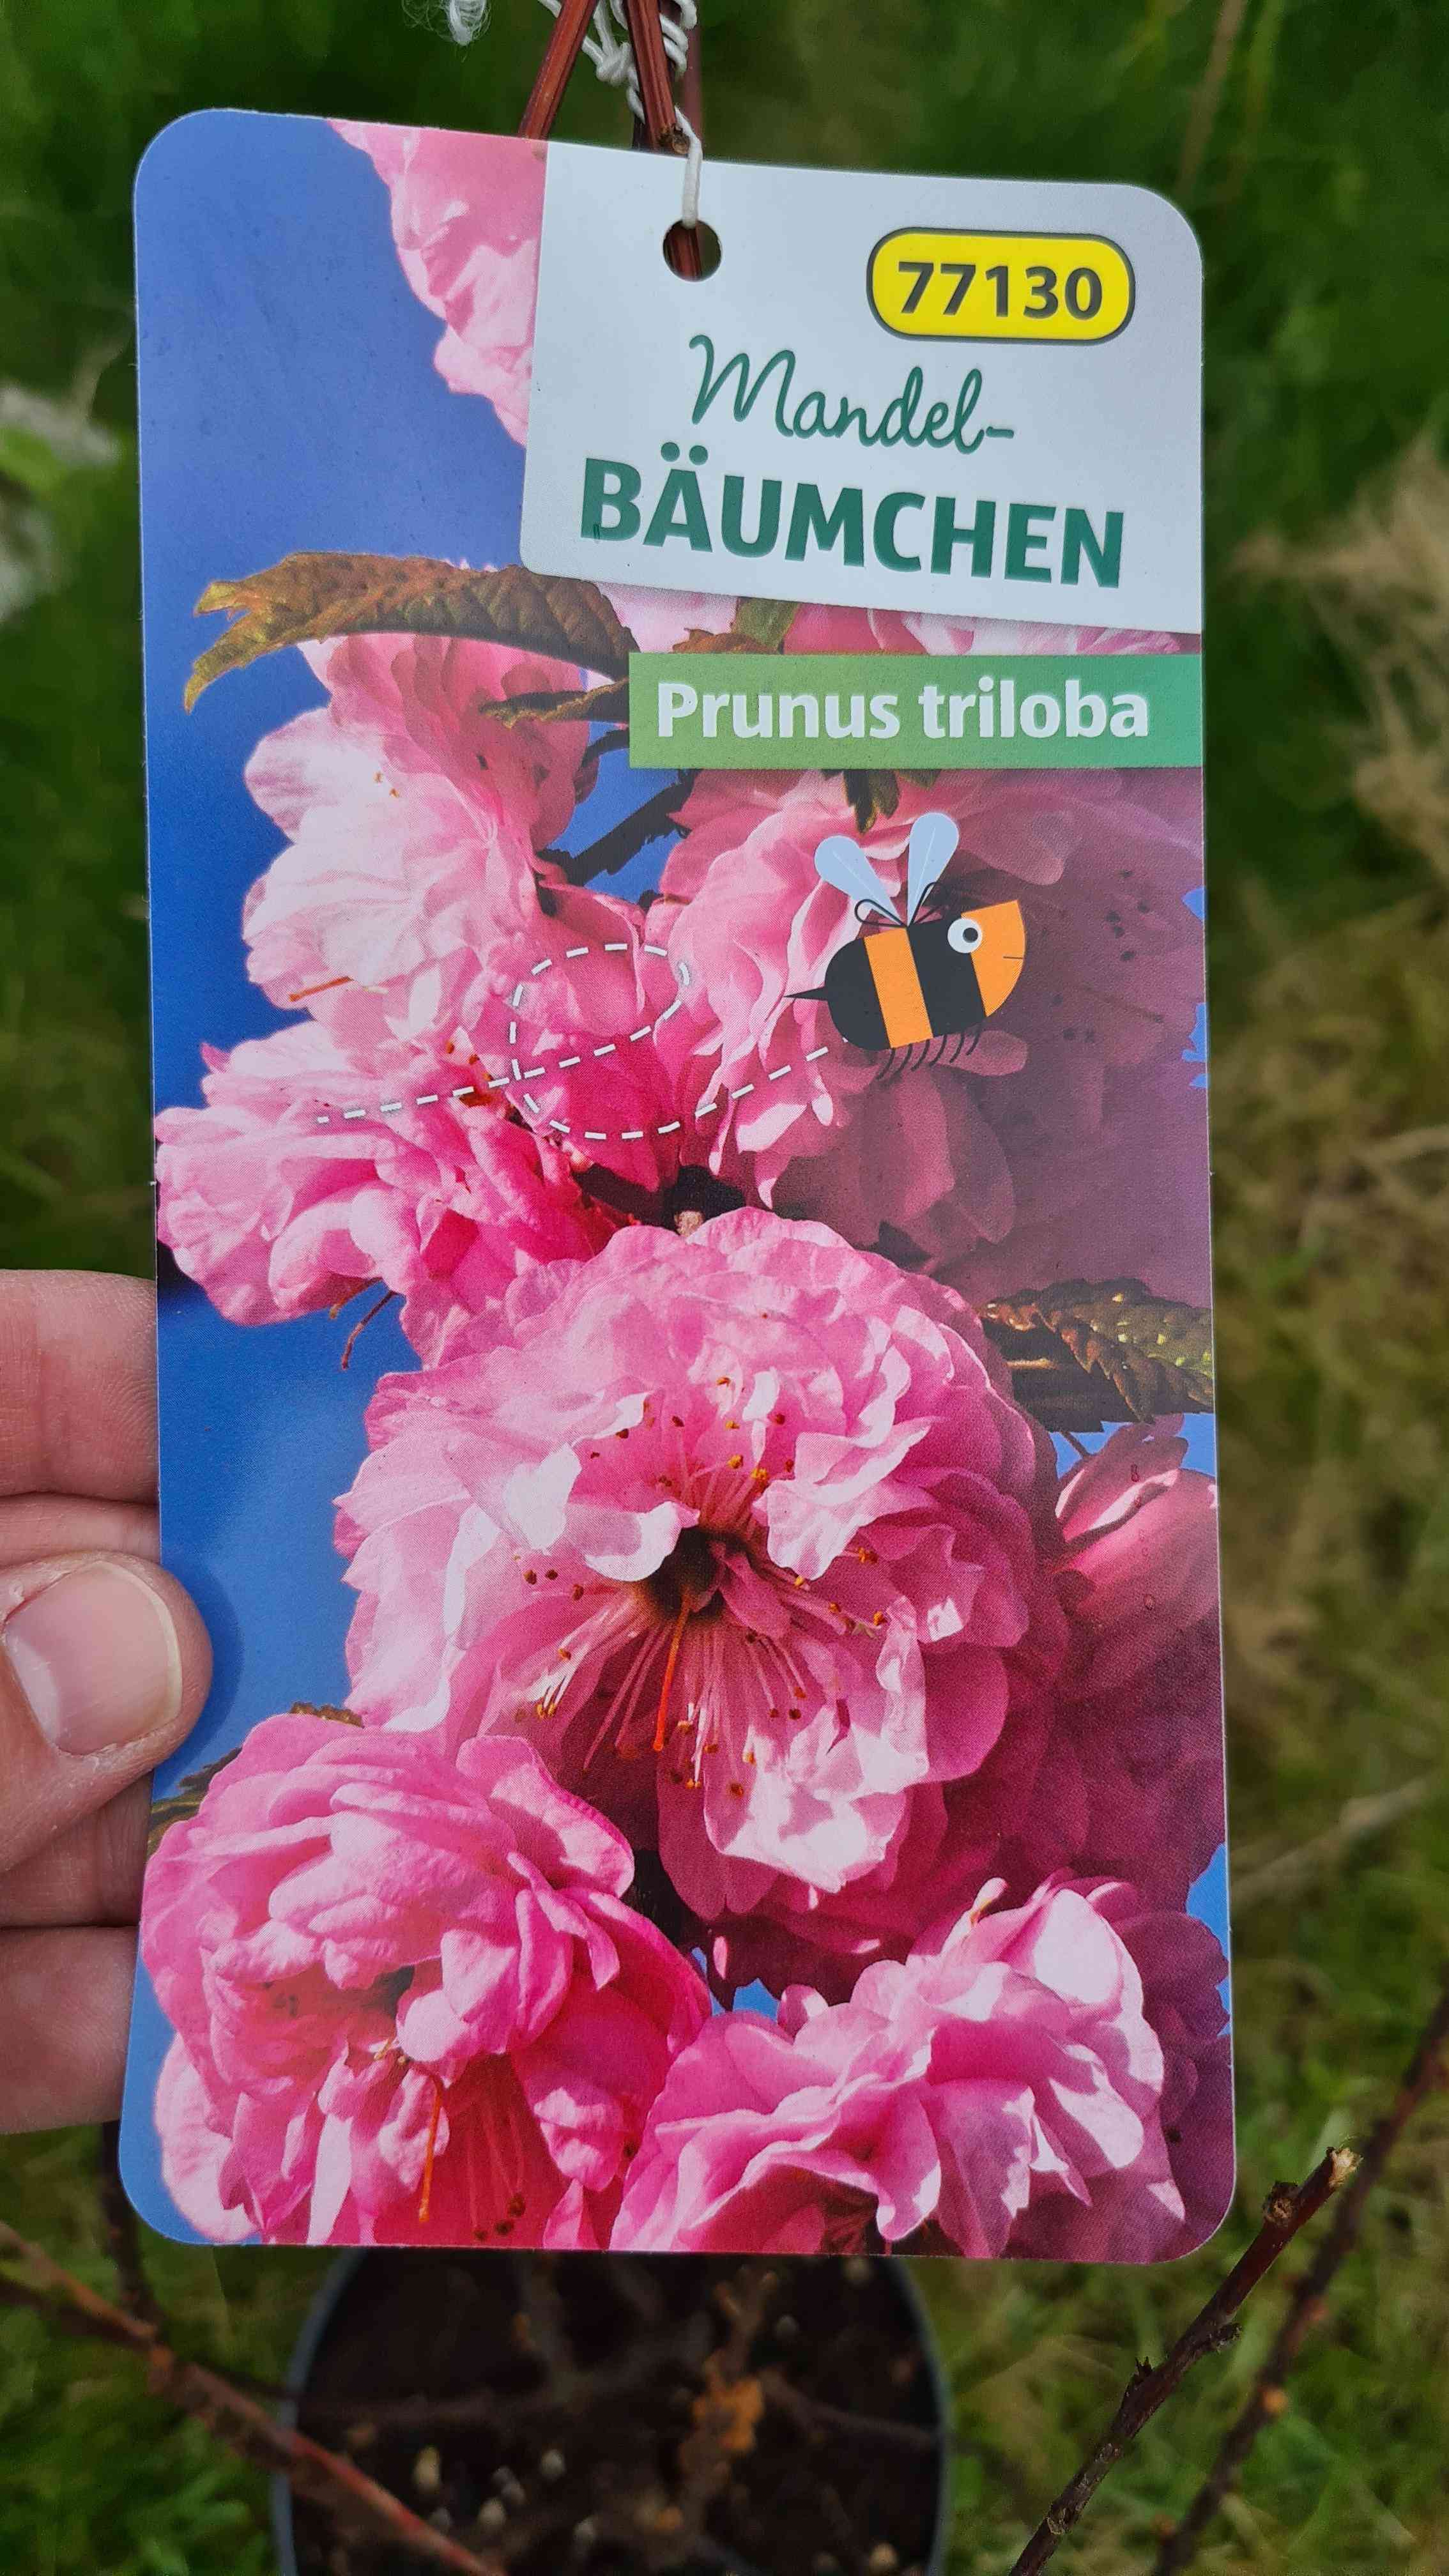 77130
Mandel-
BÄUMCHEN
Prunus triloba